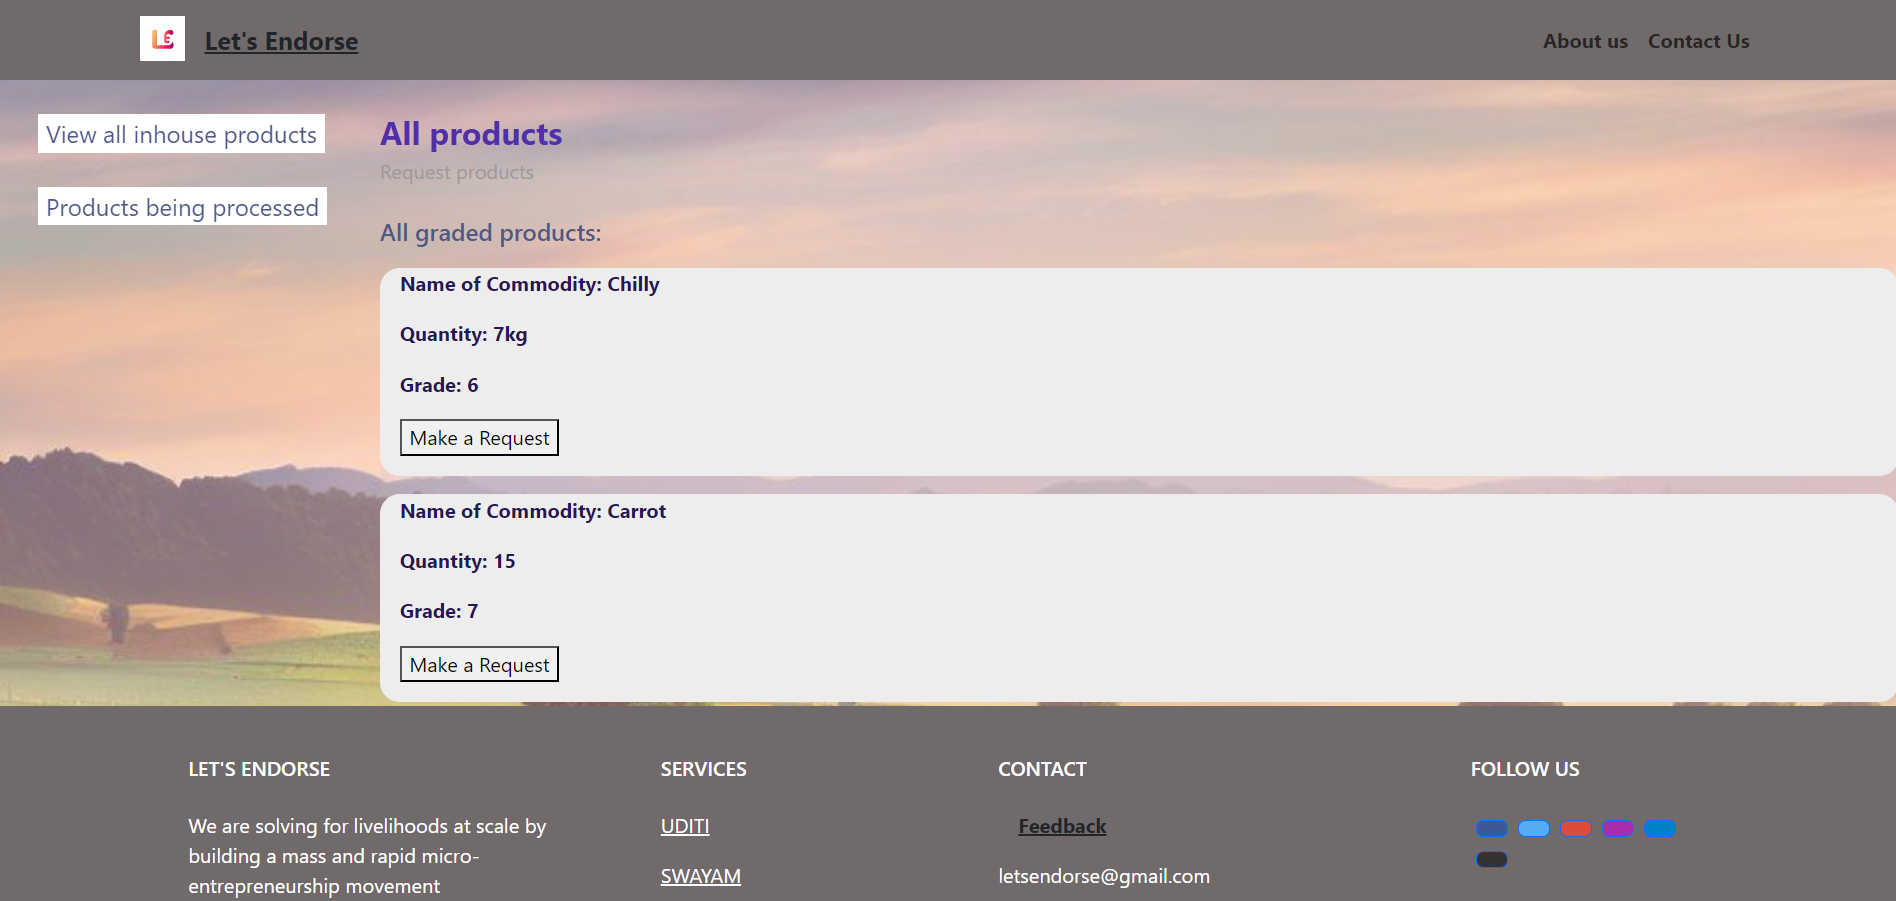 LE
Let's Endorse
About us Contact Us
View all inhouse products
Products being processed
All products
Request products
All graded products:
Name of Commodity: Chilly
Quantity: 7kg
Grade: 6
Make a Request
Name of Commodity: Carrot
Quantity: 15
Grade: 7
Make a Request
LET'S ENDORSE
We are solving for livelihoods at scale by
building a mass and rapid micro-
entrepreneurship movement
SERVICES
UDITI
SWAYAM
CONTACT
Feedback
letsendorse@gmail.com
FOLLOW US